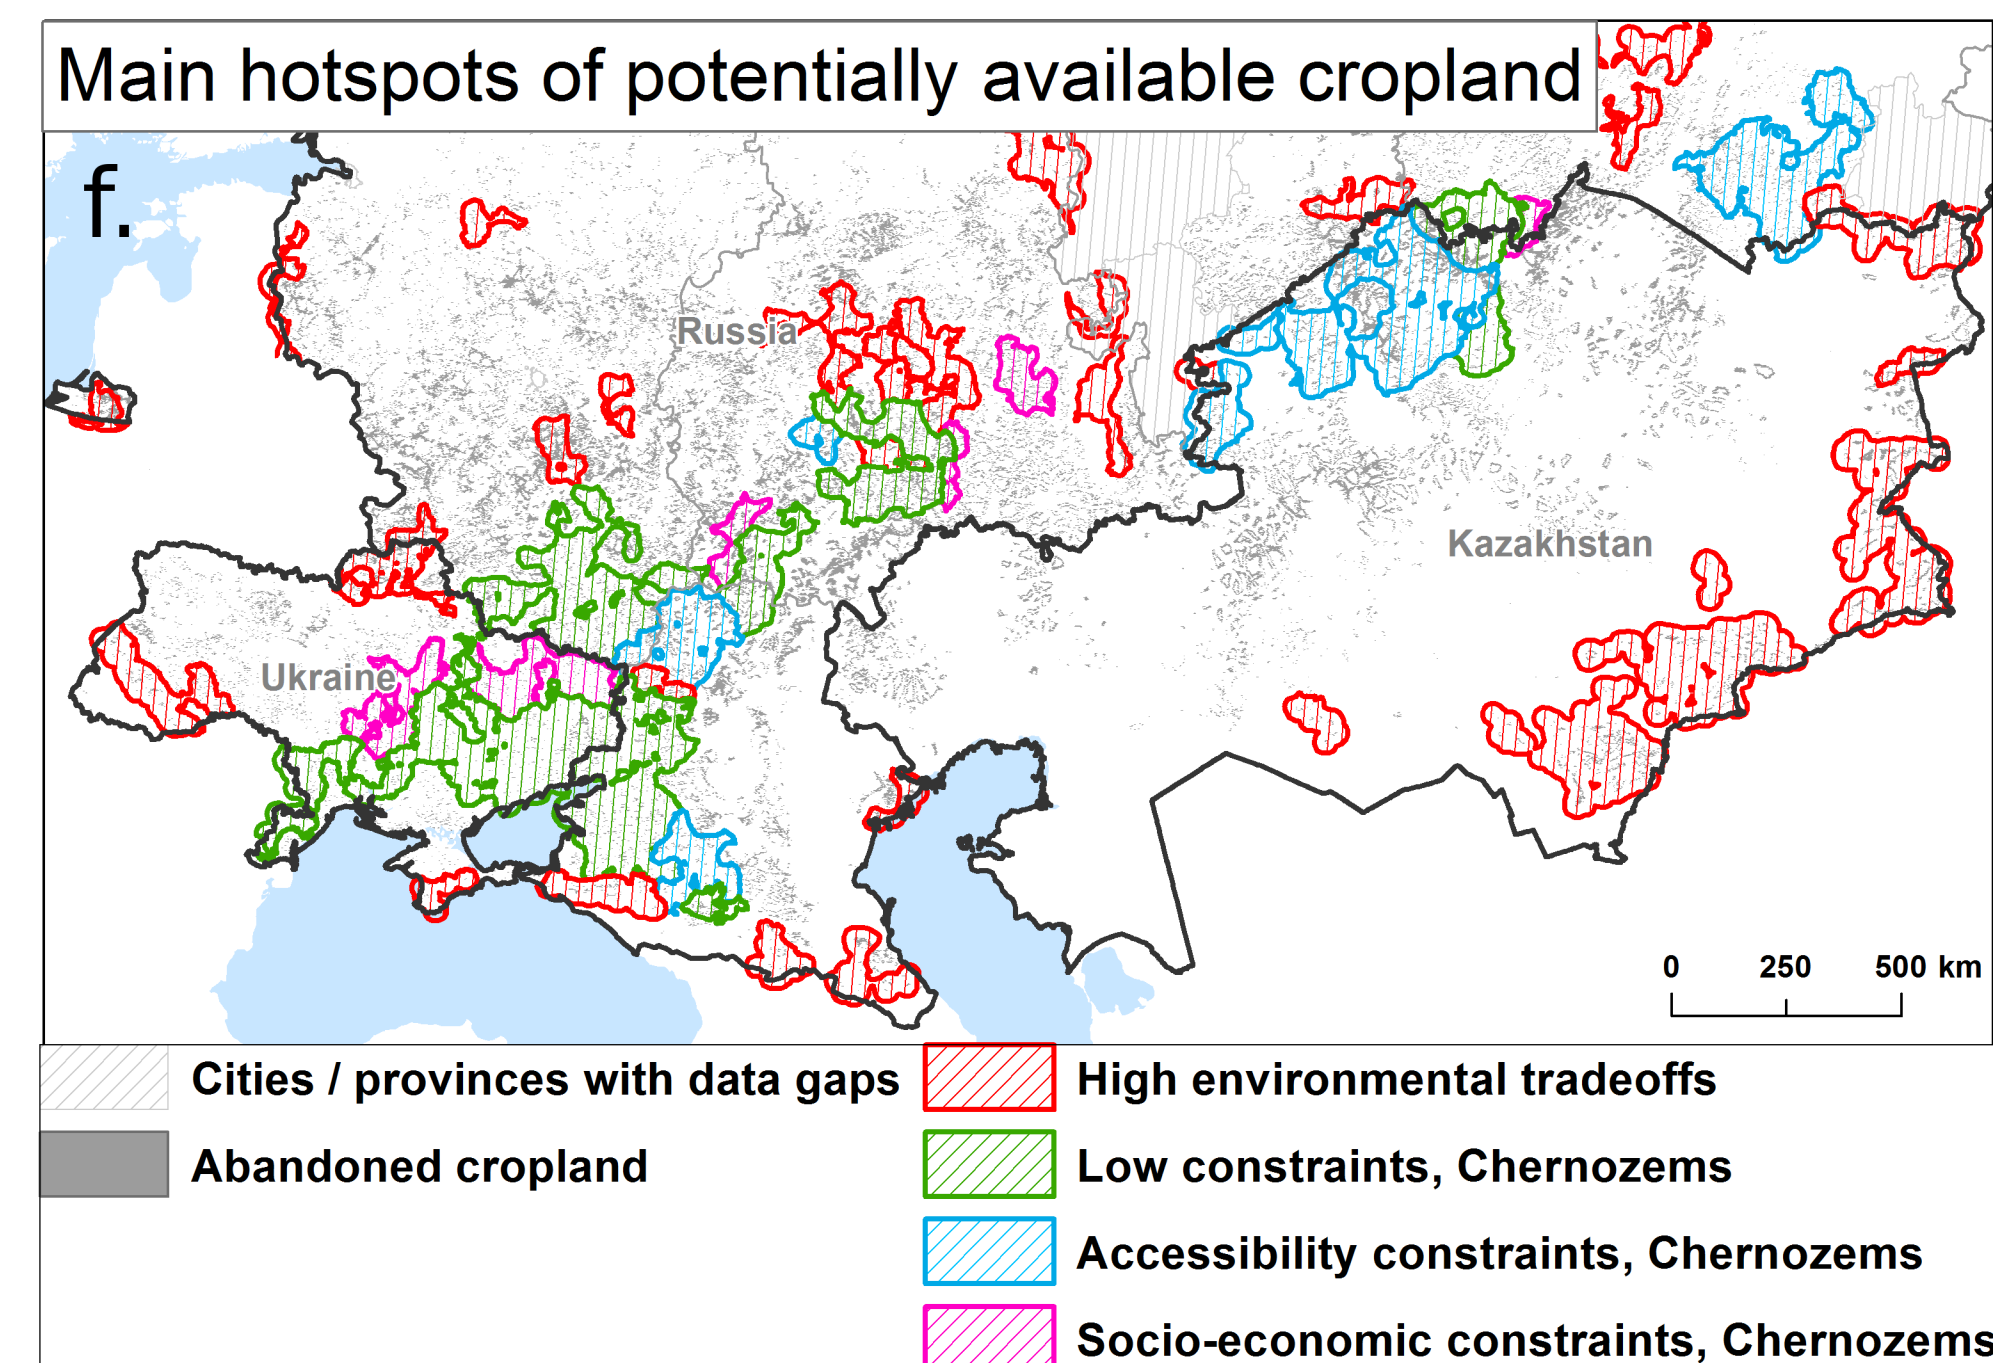 Main hotspots of potentially available cropland
f.
Russia
Kazakhstan
Ukraine
0 250 500 km
Cities / provinces with data gaps
Abandoned cropland
High environmental tradeoffs
Low constraints, Chernozems
Accessibility constraints, Chernozems
Socio-economic constraints, Chernozems